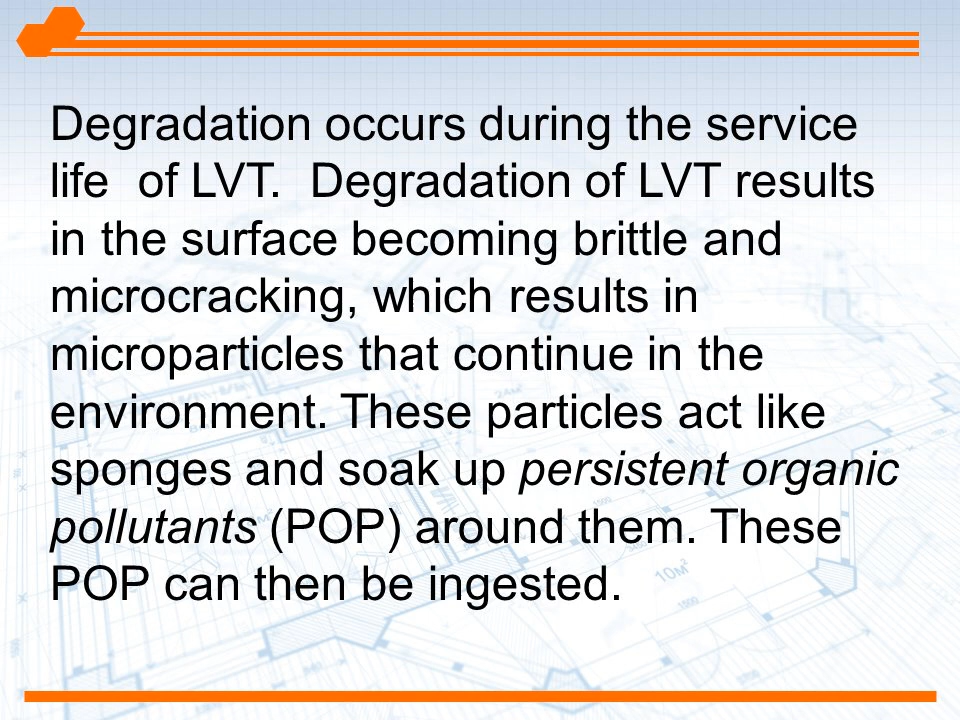 Degradation occurs during the service
life  of LVT.  Degradation of LVT results
in the surface becoming brittle and
microcracking, which results in
microparticles that continue in the
environment. These particles act like
sponges and soak up persistent organic
pollutants (POP) around them. These
POP can then be ingested.
10м²